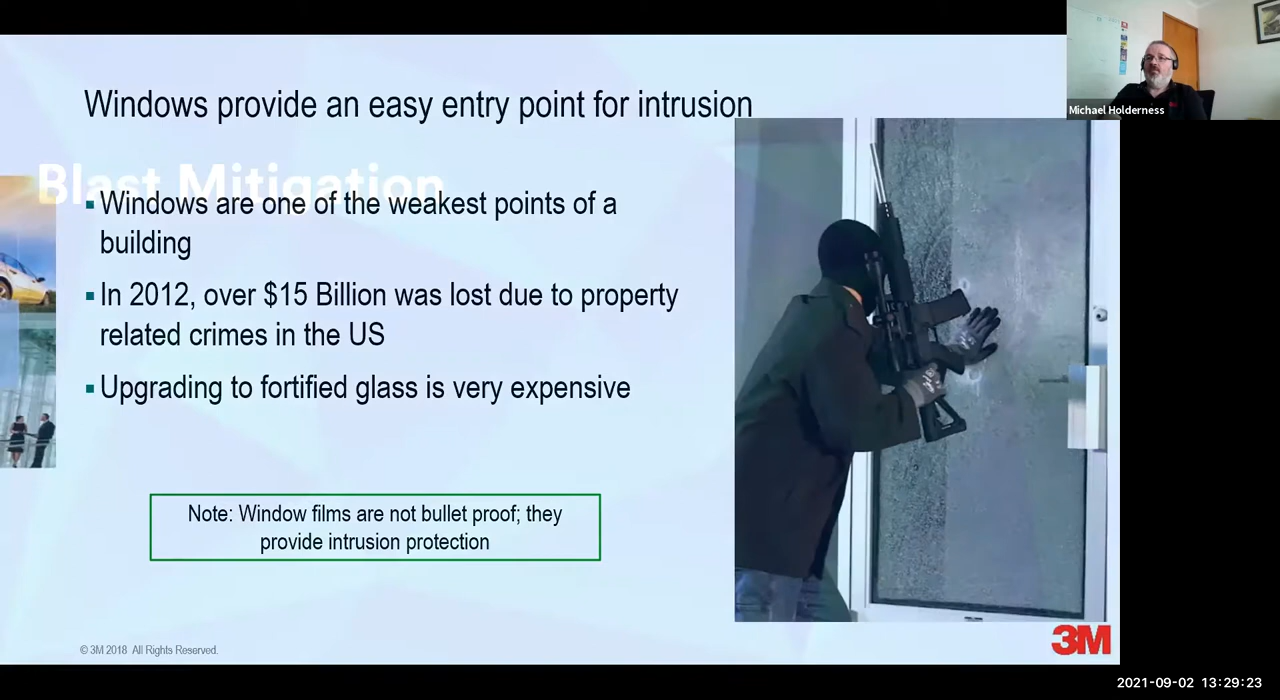 Michael Holderness
Windows provide an easy entry point for intrusion
Blast Mitigation
▪ Windows are one of the weakest points of a
building
▪ In 2012, over $15 Billion was lost due to property
related crimes in the US
▪ Upgrading to fortified glass is very expensive
Note: Window films are not bullet proof; they
provide intrusion protection
© 3M 2018 All Rights Reserved.
3M
2021-09-02 13:29:23